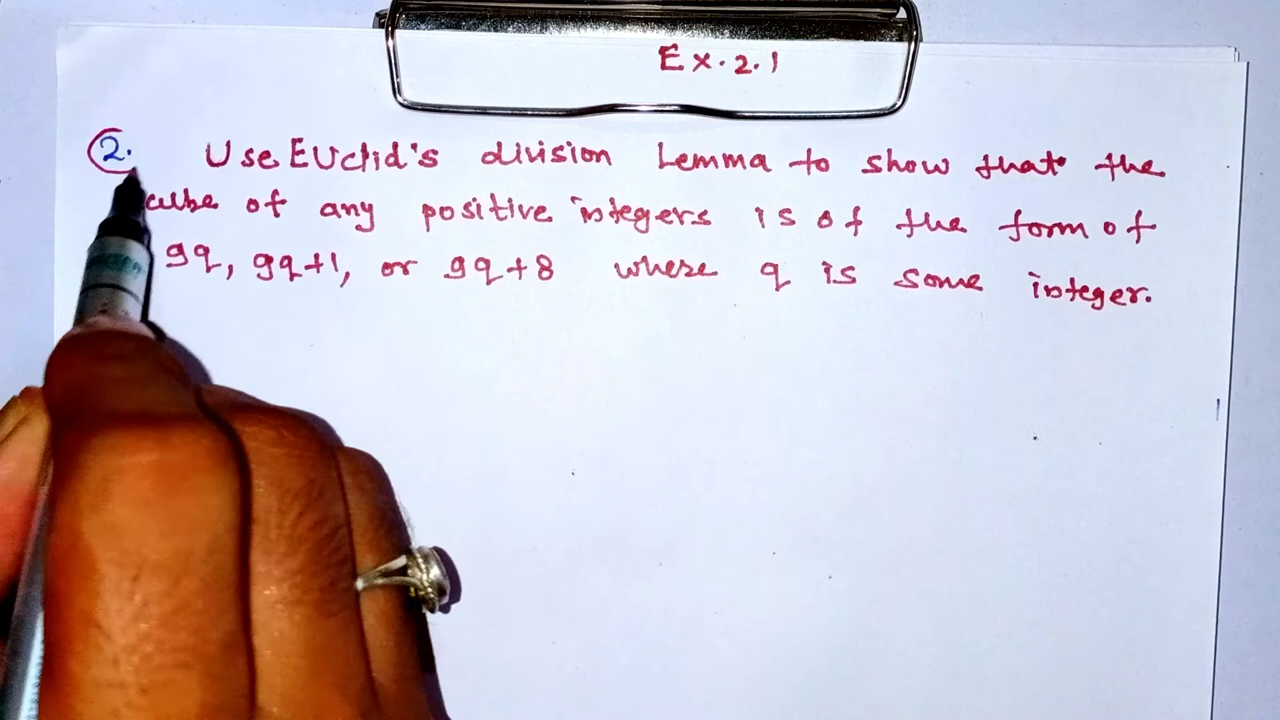 Ex. 2.1
2. Use Euclid's division Lemma to show that the
cube of any positive integers is of the form of
9q, 9q+1, or 9q+8 where q is some integer.